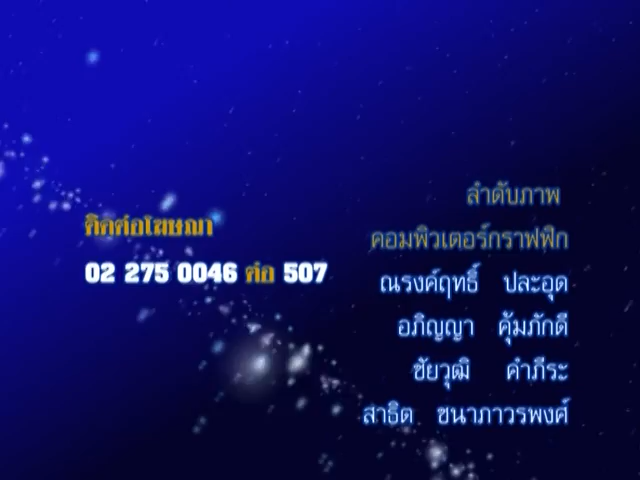 ติดต่อโฆษณา
02 275 0046 ต่อ 507
ลำดับภาพ
คอมพิวเตอร์กราฟฟิก
ณรงค์ฤทธิ์ ปละอุด
อภิญญา คุ้มภักดี
ชัยวุฒิ คำภีระ
สาธิต ชนาภาวรพงศ์